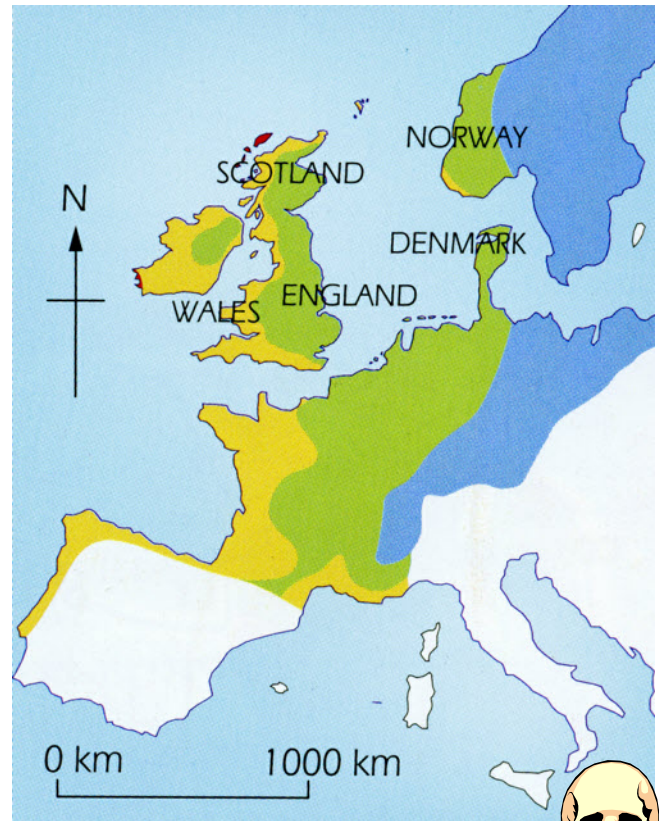 NORWAY
SCOTLAND
N
DENMARK
ENGLAND
WALES
0 km 1000 km